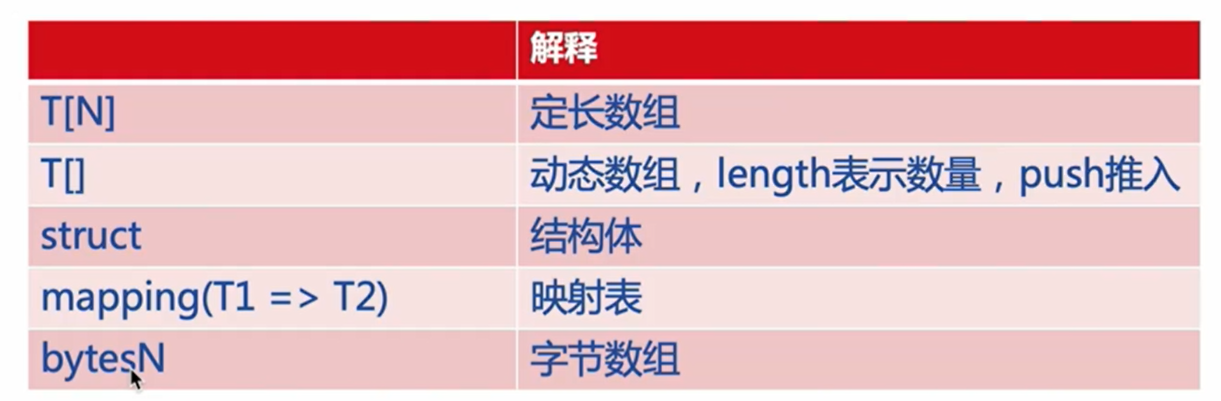 解释
T[N] 定长数组
T[] 动态数组，length表示数量，push推入
struct 结构体
mapping(T1 => T2) 映射表
bytesN 字节数组